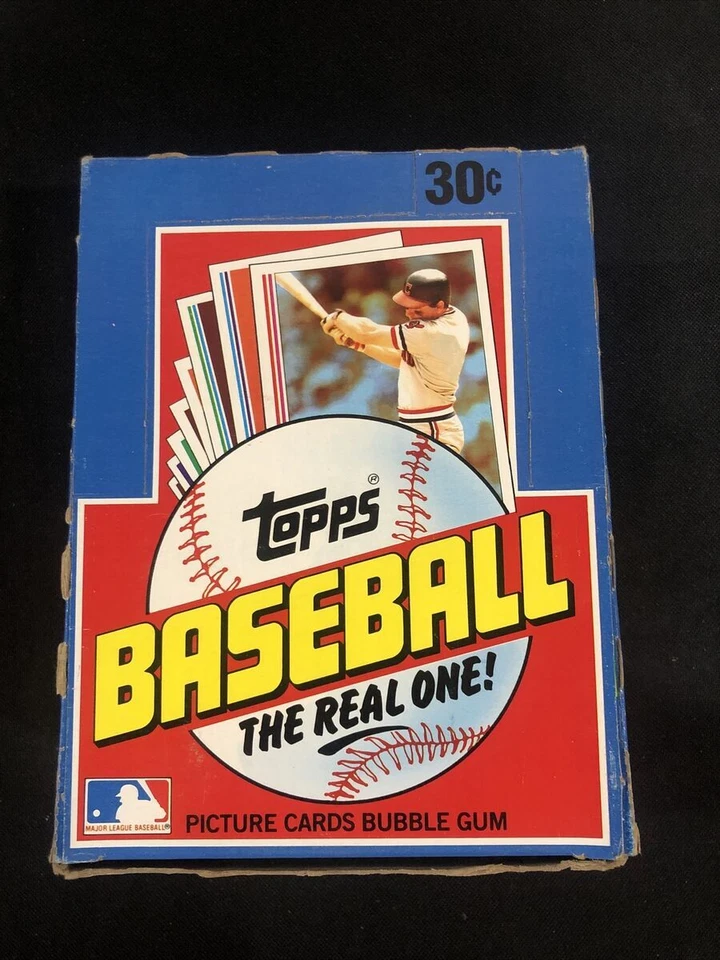 30¢
TOPPS®
BASEBALL
THE REAL ONE!
MAJOR LEAGUE BASEBALL®
PICTURE CARDS BUBBLE GUM